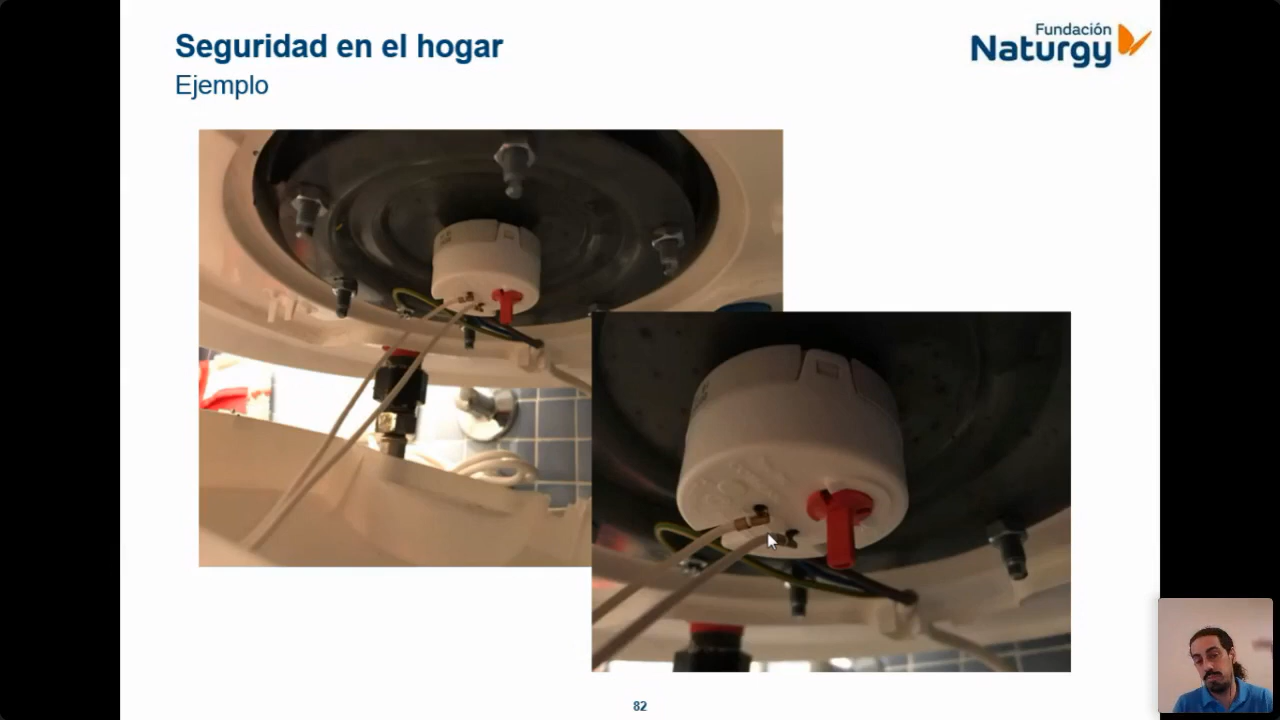 Seguridad en el hogar
Ejemplo
Fundación
Naturgy
82